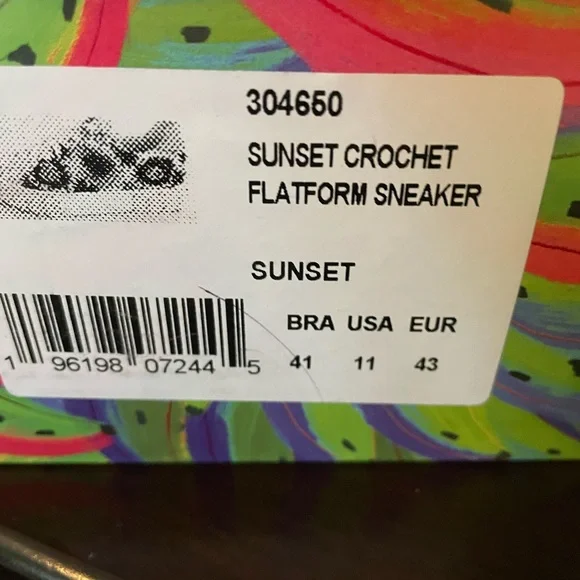 304650
SUNSET CROCHET
FLATFORM SNEAKER
SUNSET
BRA USA EUR
41 11 43
1 96198 07244 5